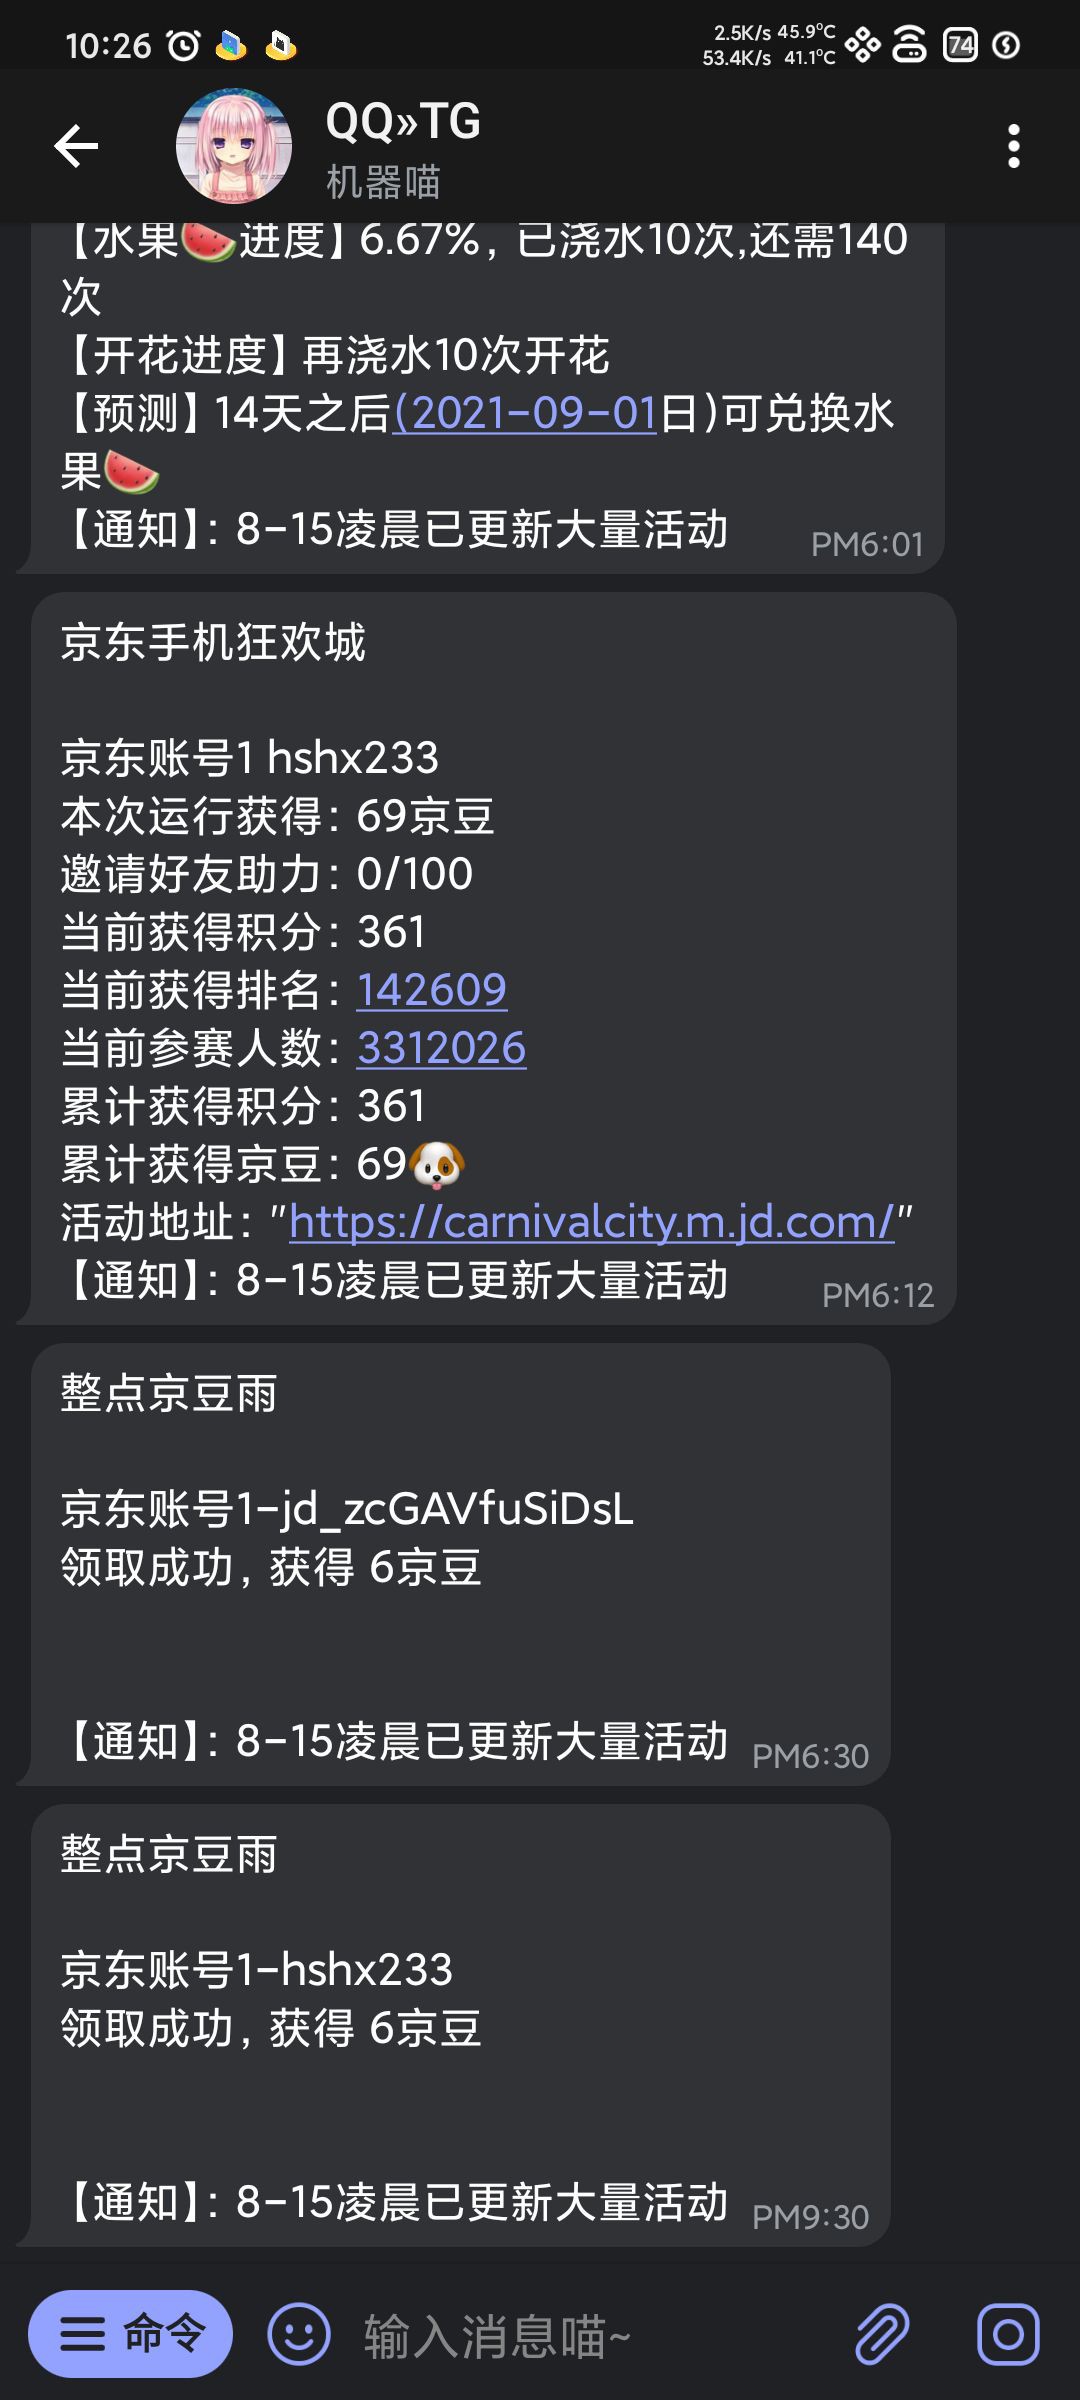 10:26
2.5K/s 45.9°C
53.4K/s 41.1°C
74
QQ»TG
机器喵
【水果🍉进度】6.67%，已浇水10次,还需140
次
【开花进度】再浇水10次开花
【预测】14天之后(2021-09-01日)可兑换水
果🍉
【通知】：8-15凌晨已更新大量活动
PM6:01
京东手机狂欢城
京东账号1 hshx233
本次运行获得：69京豆
邀请好友助力：0/100
当前获得积分：361
当前获得排名：142609
当前参赛人数：3312026
累计获得积分：361
累计获得京豆：69🐶
活动地址："https://carnivalcity.m.jd.com/"
【通知】：8-15凌晨已更新大量活动
PM6:12
整点京豆雨
京东账号1-jd_zcGAVfuSiDsL
领取成功，获得 6京豆
【通知】：8-15凌晨已更新大量活动
PM6:30
整点京豆雨
京东账号1-hshx233
领取成功，获得 6京豆
【通知】：8-15凌晨已更新大量活动
PM9:30
命令
输入消息喵~